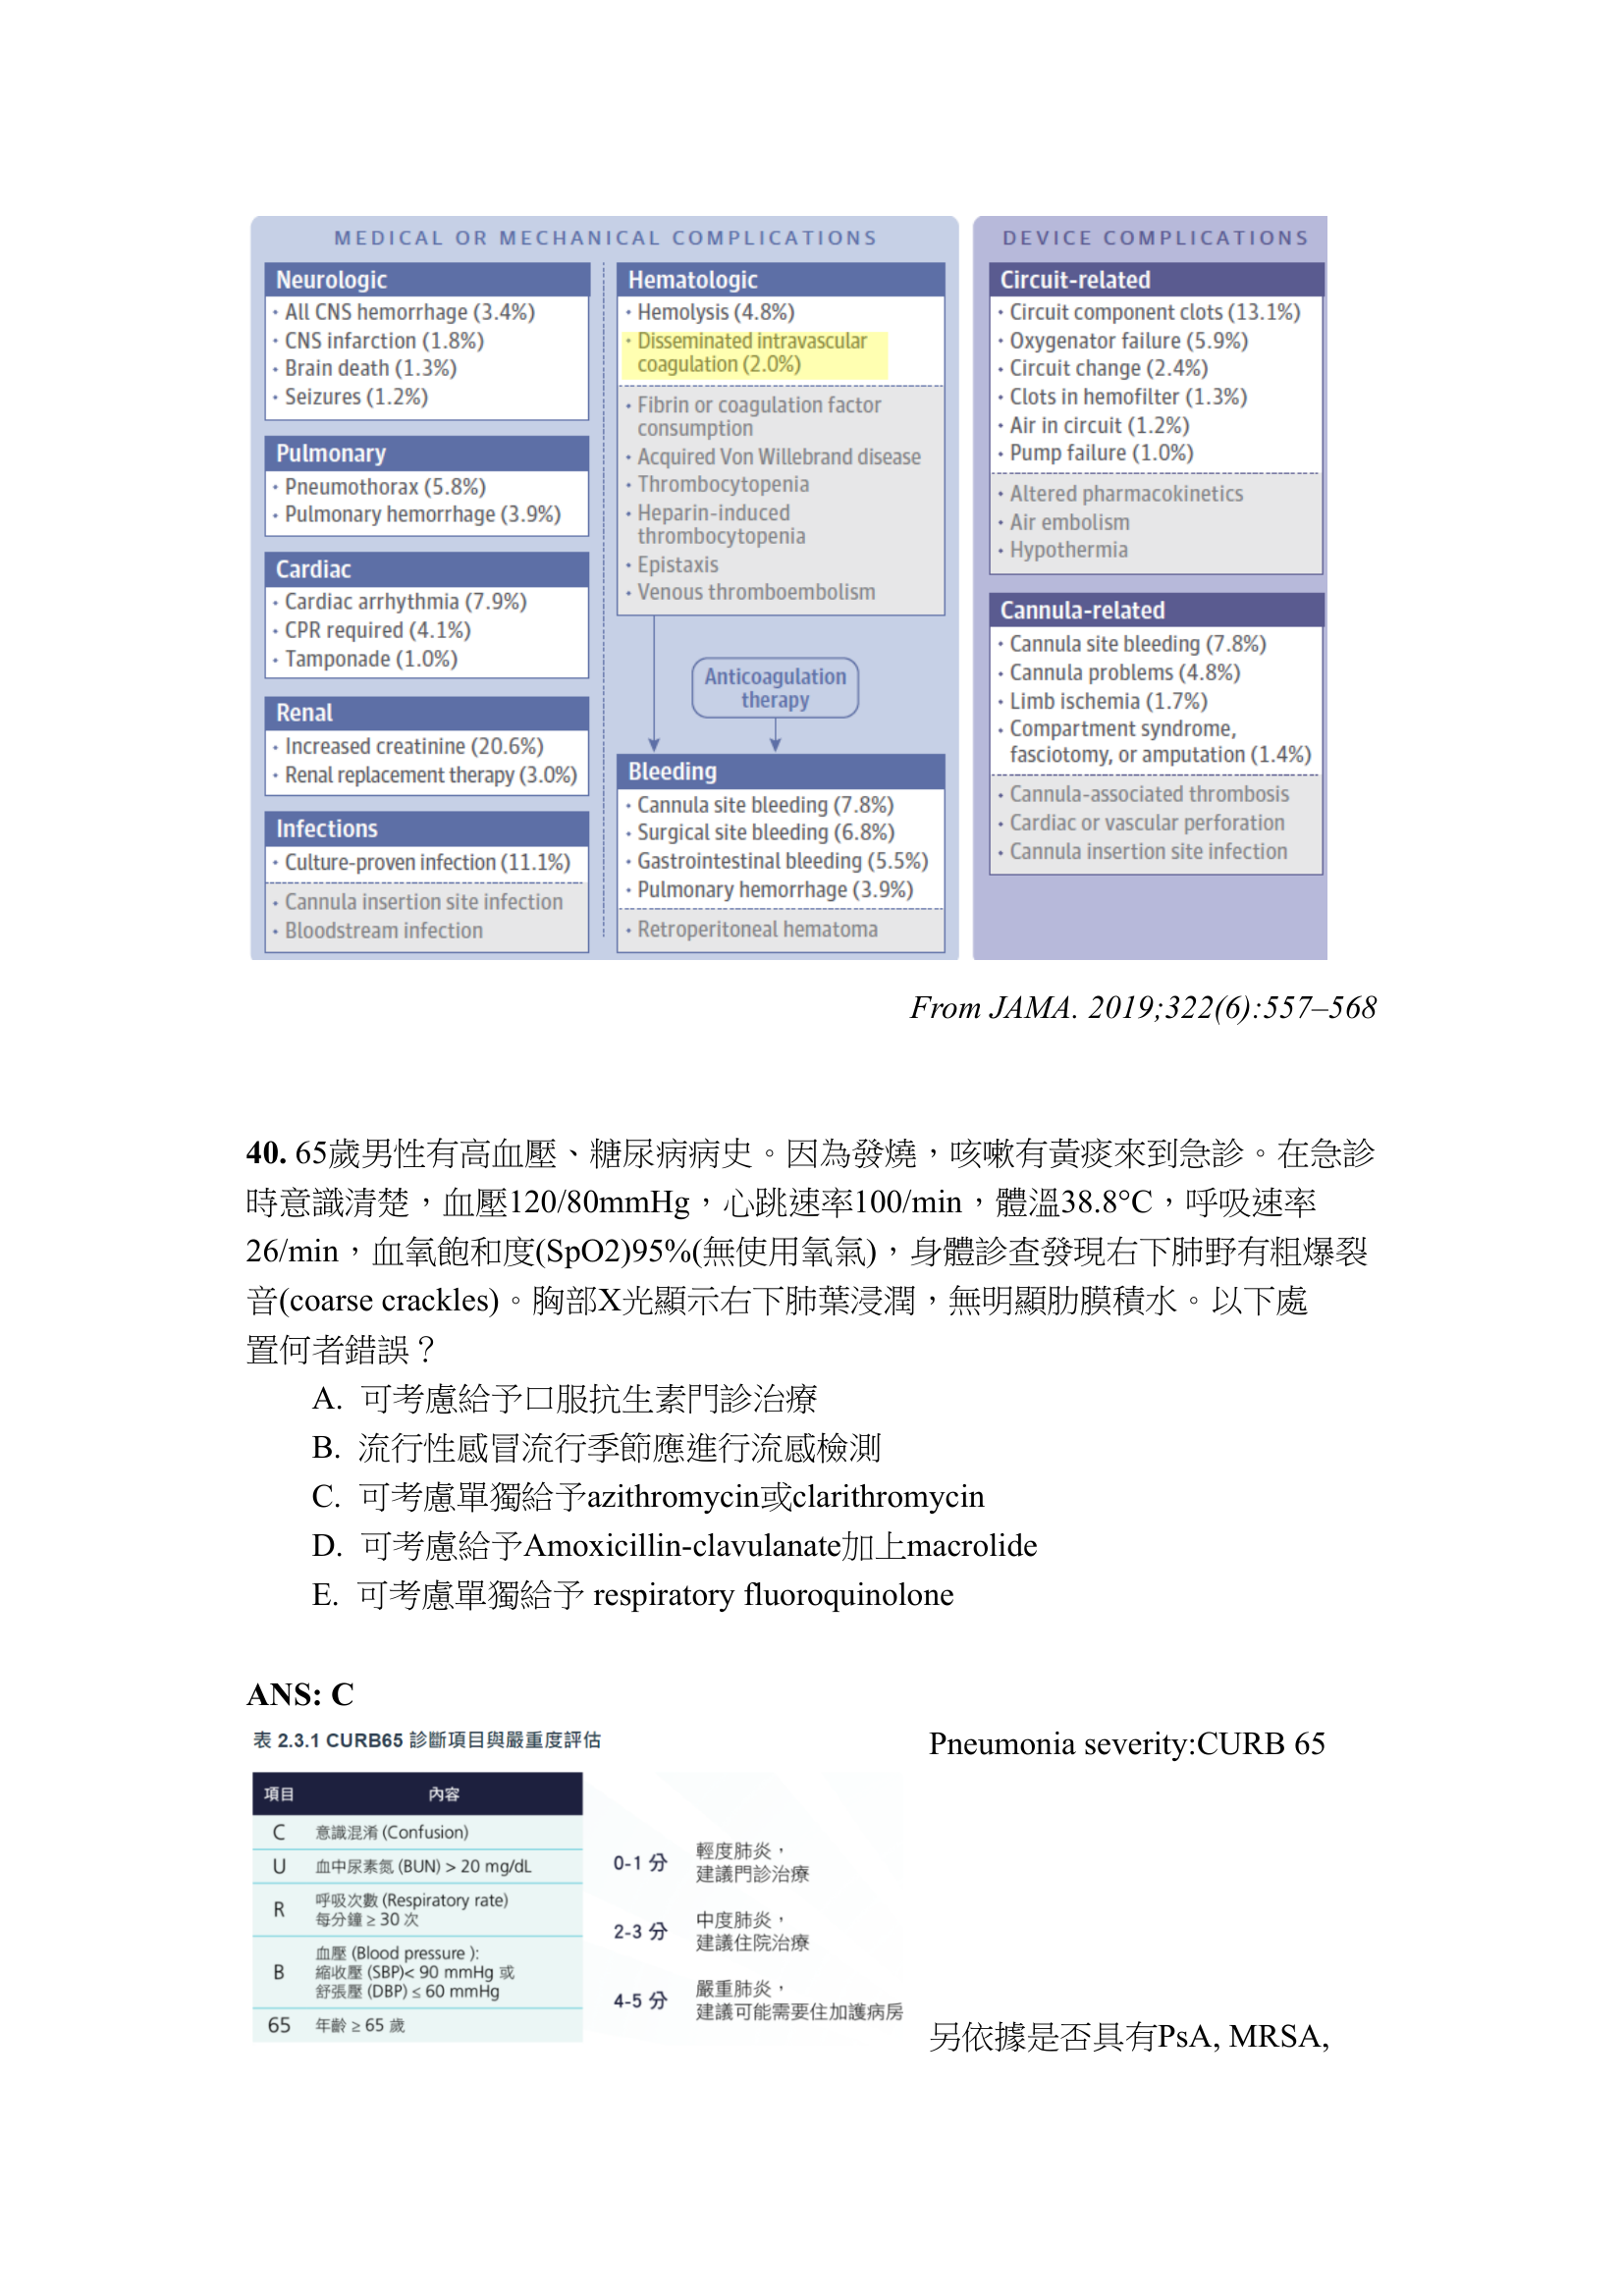 MEDICAL OR MECHANICAL COMPLICATIONS
Neurologic
· All CNS hemorrhage (3.4%)
· CNS infarction (1.8%)
· Brain death (1.3%)
· Seizures (1.2%)
Pulmonary
· Pneumothorax (5.8%)
· Pulmonary hemorrhage (3.9%)
Cardiac
· Cardiac arrhythmia (7.9%)
· CPR required (4.1%)
· Tamponade (1.0%)
Renal
· Increased creatinine (20.6%)
· Renal replacement therapy (3.0%)
Infections
· Culture-proven infection (11.1%)
· Cannula insertion site infection
· Bloodstream infection
Hematologic
· Hemolysis (4.8%)
· Disseminated intravascular
coagulation (2.0%)
· Fibrin or coagulation factor
consumption
· Acquired Von Willebrand disease
· Thrombocytopenia
· Heparin-induced
thrombocytopenia
· Epistaxis
· Venous thromboembolism
Anticoagulation
therapy
Bleeding
· Cannula site bleeding (7.8%)
· Surgical site bleeding (6.8%)
· Gastrointestinal bleeding (5.5%)
· Pulmonary hemorrhage (3.9%)
· Retroperitoneal hematoma
DEVICE COMPLICATIONS
Circuit-related
· Circuit component clots (13.1%)
· Oxygenator failure (5.9%)
· Circuit change (2.4%)
· Clots in hemofilter (1.3%)
· Air in circuit (1.2%)
· Pump failure (1.0%)
· Altered pharmacokinetics
· Air embolism
· Hypothermia
Cannula-related
· Cannula site bleeding (7.8%)
· Cannula problems (4.8%)
· Limb ischemia (1.7%)
· Compartment syndrome,
fasciotomy, or amputation (1.4%)
· Cannula-associated thrombosis
· Cardiac or vascular perforation
· Cannula insertion site infection
From JAMA. 2019;322(6):557–568
40. 65歲男性有高血壓、糖尿病病史。因為發燒，咳嗽有黃痰來到急診。在急診
時意識清楚，血壓120/80mmHg，心跳速率100/min，體溫38.8°C，呼吸速率
26/min，血氧飽和度(SpO2)95%(無使用氧氣)，身體診查發現右下肺野有粗爆裂
音(coarse crackles)。胸部X光顯示右下肺葉浸潤，無明顯肋膜積水。以下處
置何者錯誤？
A. 可考慮給予口服抗生素門診治療
B. 流行性感冒流行季節應進行流感檢測
C. 可考慮單獨給予azithromycin或clarithromycin
D. 可考慮給予Amoxicillin-clavulanate加上macrolide
E. 可考慮單獨給予 respiratory fluoroquinolone
ANS: C
表 2.3.1 CURB65 診斷項目與嚴重度評估
項目 內容
C 意識混淆 (Confusion)
U 血中尿素氮 (BUN) > 20 mg/dL
R 呼吸次數 (Respiratory rate)
每分鐘 ≥ 30 次
B 血壓 (Blood pressure ):
縮收壓 (SBP)< 90 mmHg 或
舒張壓 (DBP) ≤ 60 mmHg
65 年齡 ≥ 65 歲
0-1 分 輕度肺炎，
建議門診治療
2-3 分 中度肺炎，
建議住院治療
4-5 分 嚴重肺炎，
建議可能需要住加護病房
Pneumonia severity:CURB 65
另依據是否具有PsA, MRSA,